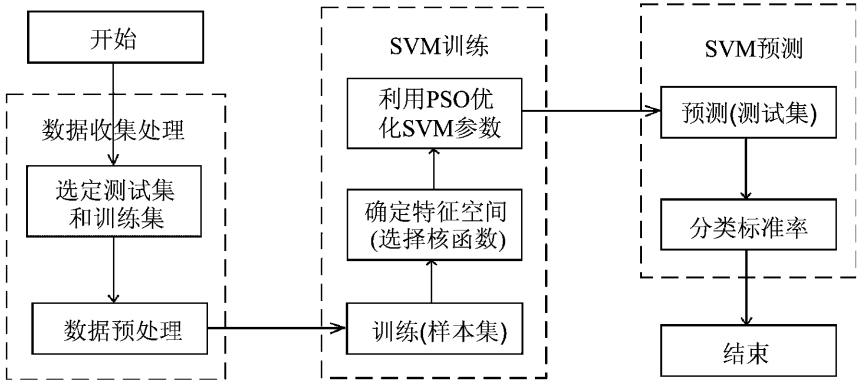 开始
数据收集处理
选定测试集
和训练集
数据预处理
SVM训练
利用PSO优
化SVM参数
确定特征空间
(选择核函数)
训练(样本集)
SVM预测
预测(测试集)
分类标准率
结束